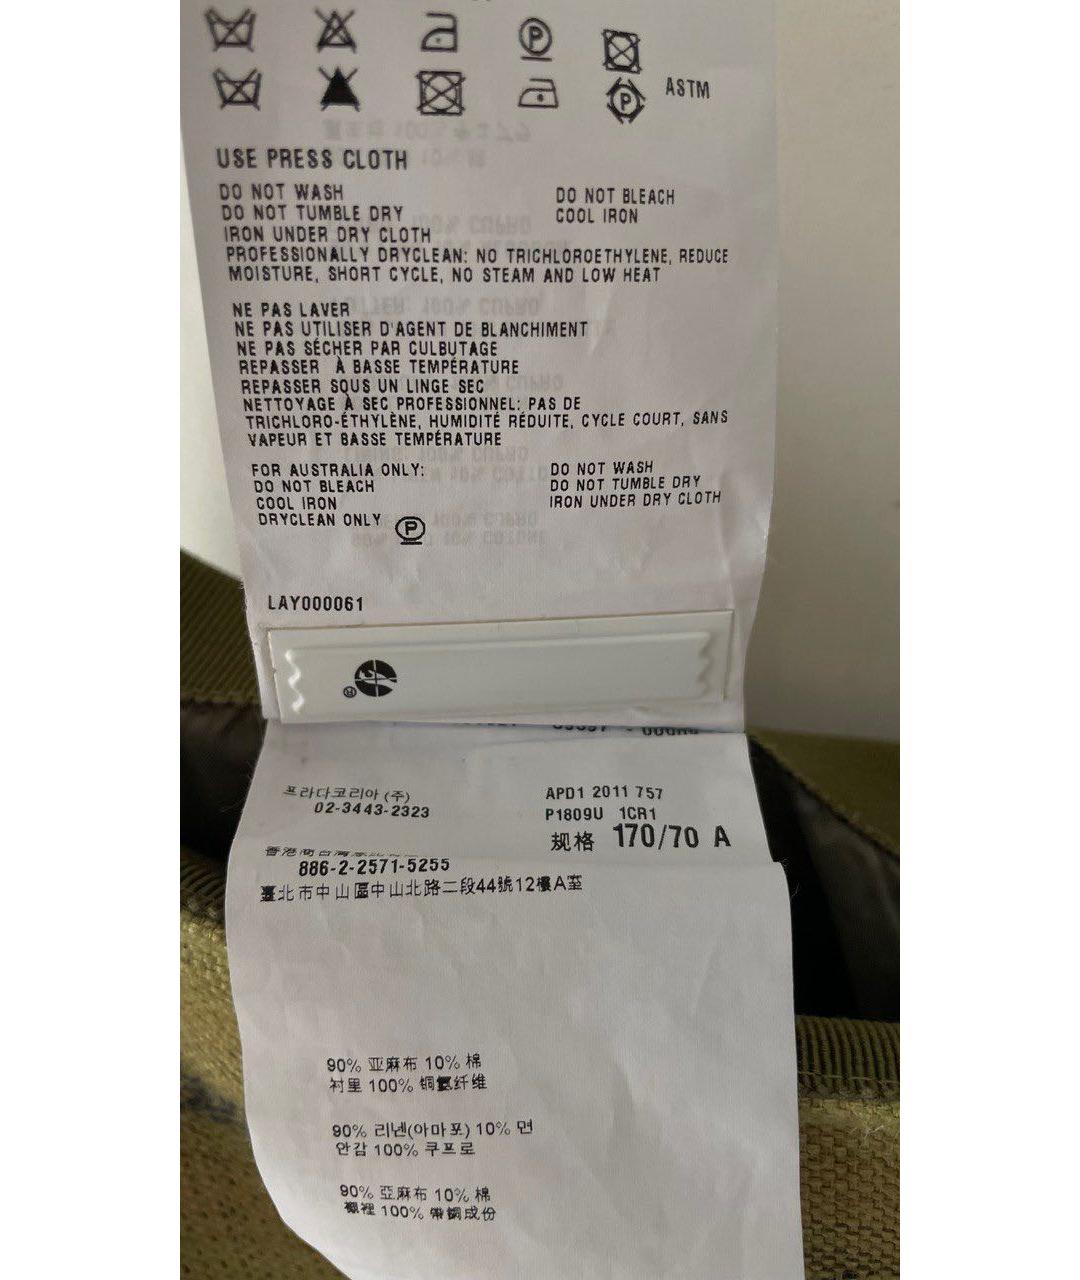 P
P ASTM
USE PRESS CLOTH
DO NOT WASH DO NOT BLEACH
DO NOT TUMBLE DRY COOL IRON
IRON UNDER DRY CLOTH
PROFESSIONALLY DRYCLEAN: NO TRICHLOROETHYLENE, REDUCE
MOISTURE, SHORT CYCLE, NO STEAM AND LOW HEAT
NE PAS LAVER
NE PAS UTILISER D'AGENT DE BLANCHIMENT
NE PAS SÉCHER PAR CULBUTAGE
REPASSER À BASSE TEMPÉRATURE
REPASSER SOUS UN LINGE SEC
NETTOYAGE À SEC PROFESSIONNEL: PAS DE
TRICHLORO-ÉTHYLÈNE, HUMIDITÉ RÉDUITE, CYCLE COURT, SANS
VAPEUR ET BASSE TEMPÉRATURE
FOR AUSTRALIA ONLY: DO NOT WASH
DO NOT BLEACH DO NOT TUMBLE DRY
COOL IRON IRON UNDER DRY CLOTH
DRYCLEAN ONLY P
LAY000061
®
프라다코리아 (주) APD1 2011 757
02-3443-2323 P1809U 1CR1
规格 170/70 A
886-2-2571-5255
臺北市中山區中山北路二段44號12樓A至
90% 亚麻布 10% 棉
衬里 100% 铜氨纤维
90% 리넨(아마포) 10% 면
안감 100% 쿠프로
90% 亞麻布 10% 棉
襯裡 100%